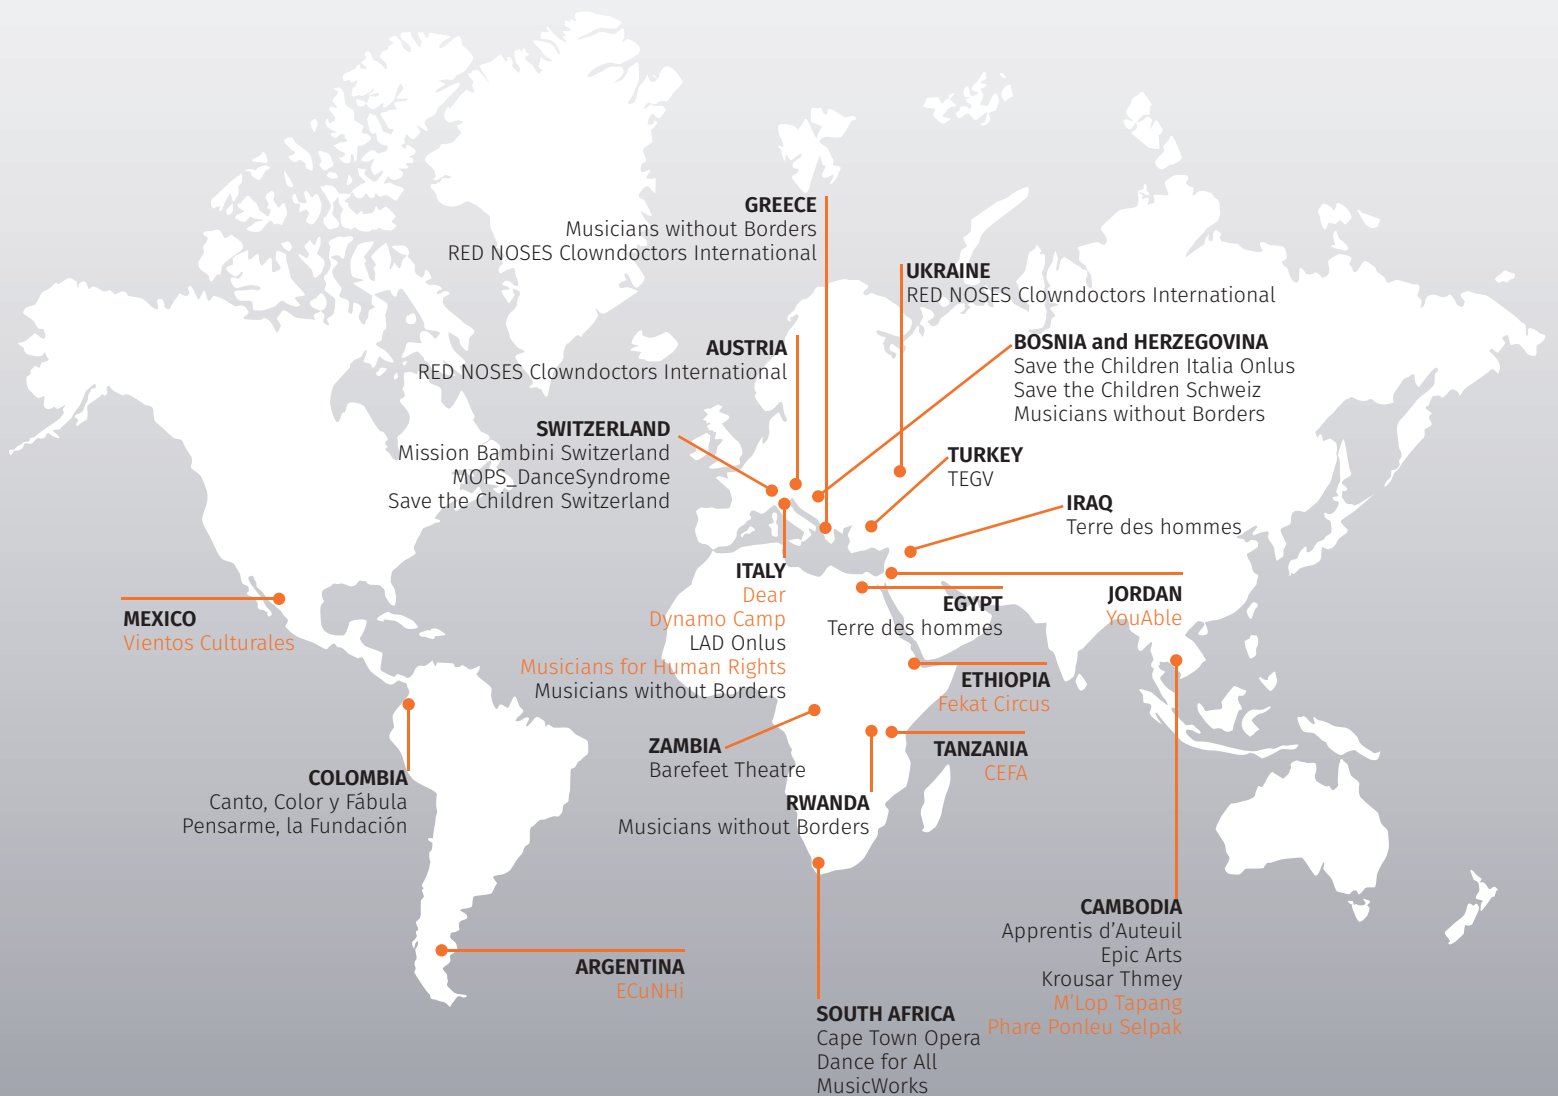 GREECE
Musicians without Borders
RED NOSES Clowndoctors International
UKRAINE
RED NOSES Clowndoctors International
AUSTRIA
RED NOSES Clowndoctors International
BOSNIA and HERZEGOVINA
Save the Children Italia Onlus
Save the Children Schweiz
Musicians without Borders
SWITZERLAND
Mission Bambini Switzerland
MOPS_DanceSyndrome
Save the Children Switzerland
TURKEY
TEGV
IRAQ
Terre des hommes
ITALY
Dear
Dynamo Camp
LAD Onlus
Musicians for Human Rights
Musicians without Borders
EGYPT
Terre des hommes
JORDAN
YouAble
MEXICO
Vientos Culturales
ETHIOPIA
Fekat Circus
ZAMBIA
Barefeet Theatre
TANZANIA
CEFA
COLOMBIA
Canto, Color y Fábula
Pensarme, la Fundación
RWANDA
Musicians without Borders
CAMBODIA
Apprentis d’Auteuil
Epic Arts
Krousar Thmey
M’Lop Tapang
Phare Ponleu Selpak
ARGENTINA
ECuNHi
SOUTH AFRICA
Cape Town Opera
Dance for All
MusicWorks